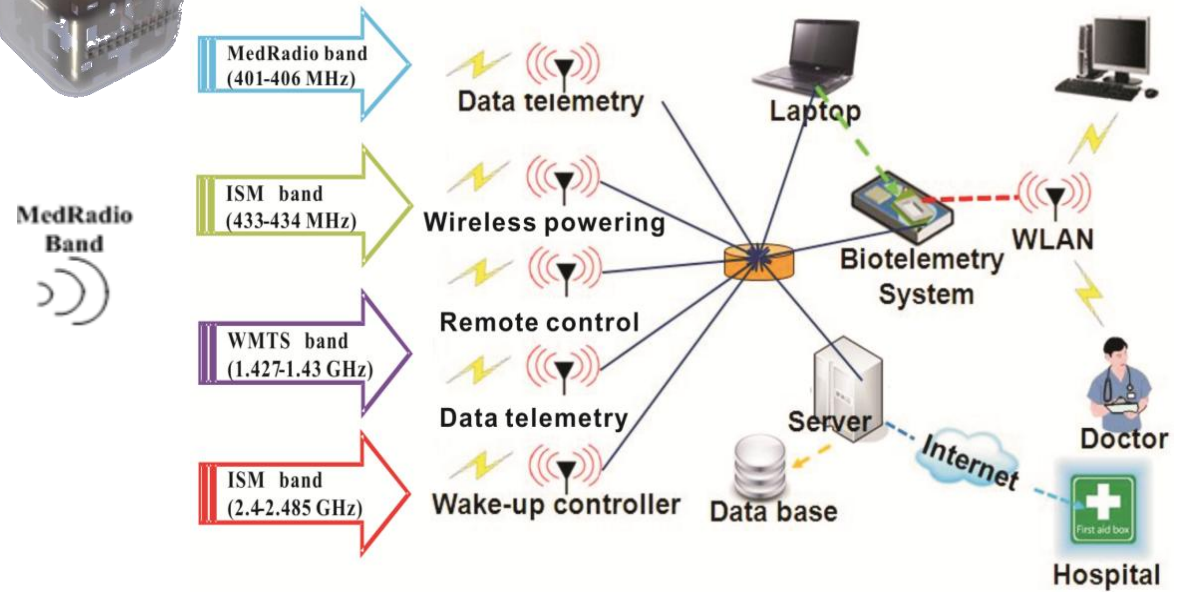 MedRadio band
(401-406 MHz)
Data telemetry
Laptop
ISM band
(433-434 MHz)
Wireless powering
MedRadio
Band
WLAN
Biotelemetry
System
Remote control
WMTS band
(1.427-1.43 GHz)
Data telemetry
Server
Doctor
Internet
ISM band
(2.4-2.485 GHz)
Wake-up controller
Data base
First aid box
Hospital